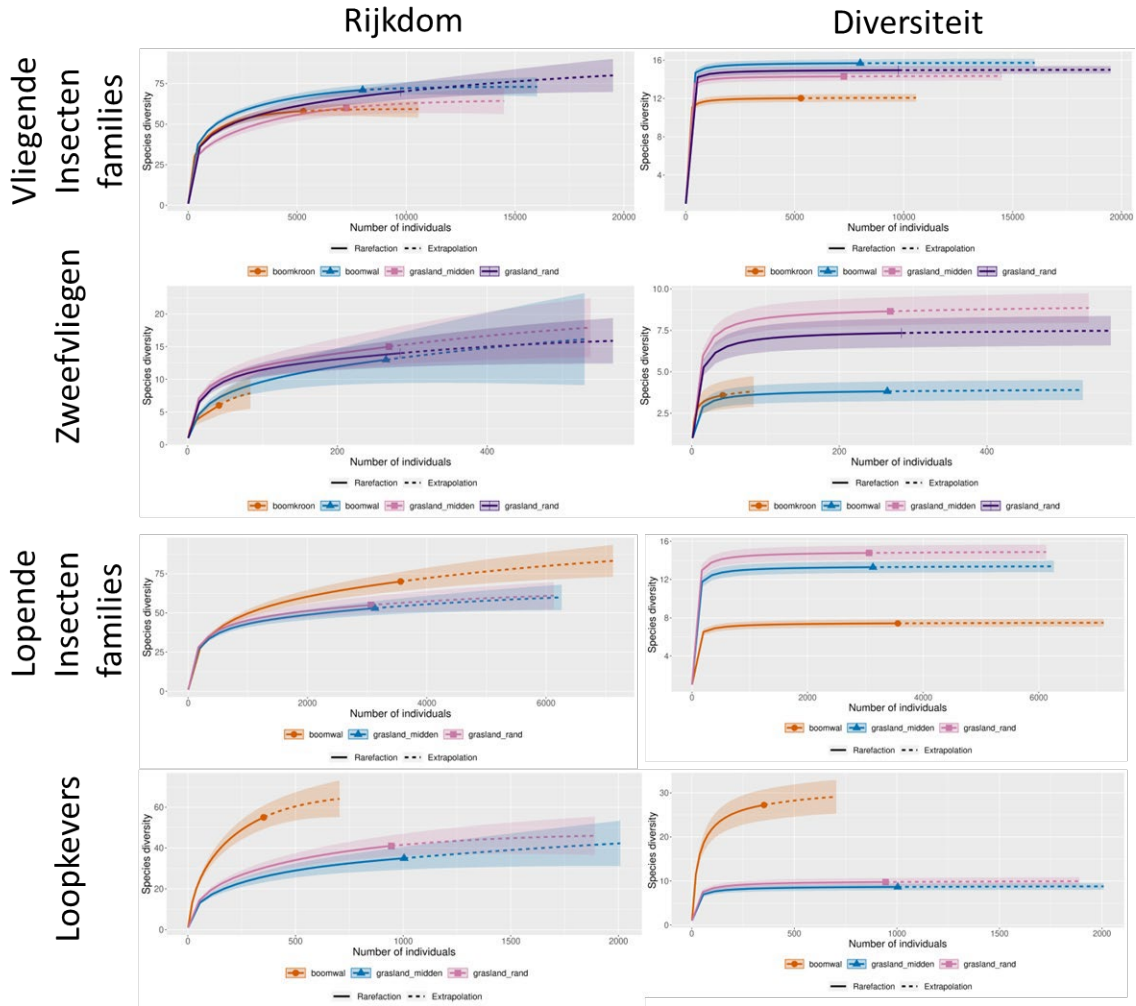 Rijkdom
Diversiteit
Vliegende
Insecten
families
Species diversity
75
50
25
0
0
5000
10000
15000
20000
Number of individuals
Rarefaction
Extrapolation
boomkroon
boomwal
grasland_midden
grasland_rand
Species diversity
16
12
8
4
0
5000
10000
15000
20000
Number of individuals
Rarefaction
Extrapolation
boomkroon
boomwal
grasland_midden
grasland_rand
Zweefvliegen
Species diversity
20
15
10
5
0
0
200
400
Number of individuals
Rarefaction
Extrapolation
boomkroon
boomwal
grasland_midden
grasland_rand
Species diversity
10.0
7.5
5.0
2.5
0
200
400
Number of individuals
Rarefaction
Extrapolation
boomkroon
boomwal
grasland_midden
grasland_rand
Lopende
Insecten
families
Species diversity
75
50
25
0
0
2000
4000
6000
Number of individuals
boomwal
grasland_midden
grasland_rand
Rarefaction
Extrapolation
Species diversity
16
12
8
4
0
2000
4000
6000
Number of individuals
boomwal
grasland_midden
grasland_rand
Rarefaction
Extrapolation
Loopkevers
Species diversity
60
40
20
0
0
500
1000
1500
2000
Number of individuals
boomwal
grasland_midden
grasland_rand
Rarefaction
Extrapolation
Species diversity
30
20
10
0
0
500
1000
1500
2000
Number of individuals
boomwal
grasland_midden
grasland_rand
Rarefaction
Extrapolation